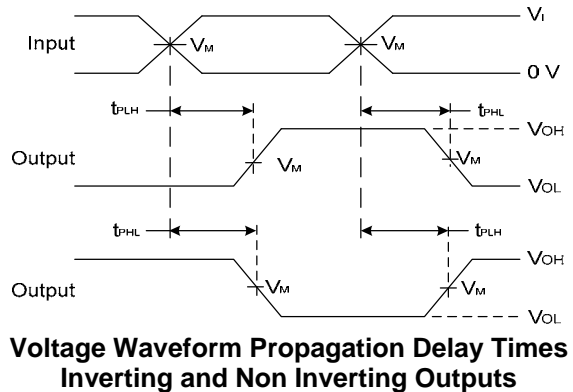 VI
Input VM VM
0 V
tPLH tPHL
VOH
Output VM VM
VOL
tPHL tPLH
VOH
Output VM VM
VOL
Voltage Waveform Propagation Delay Times
Inverting and Non Inverting Outputs